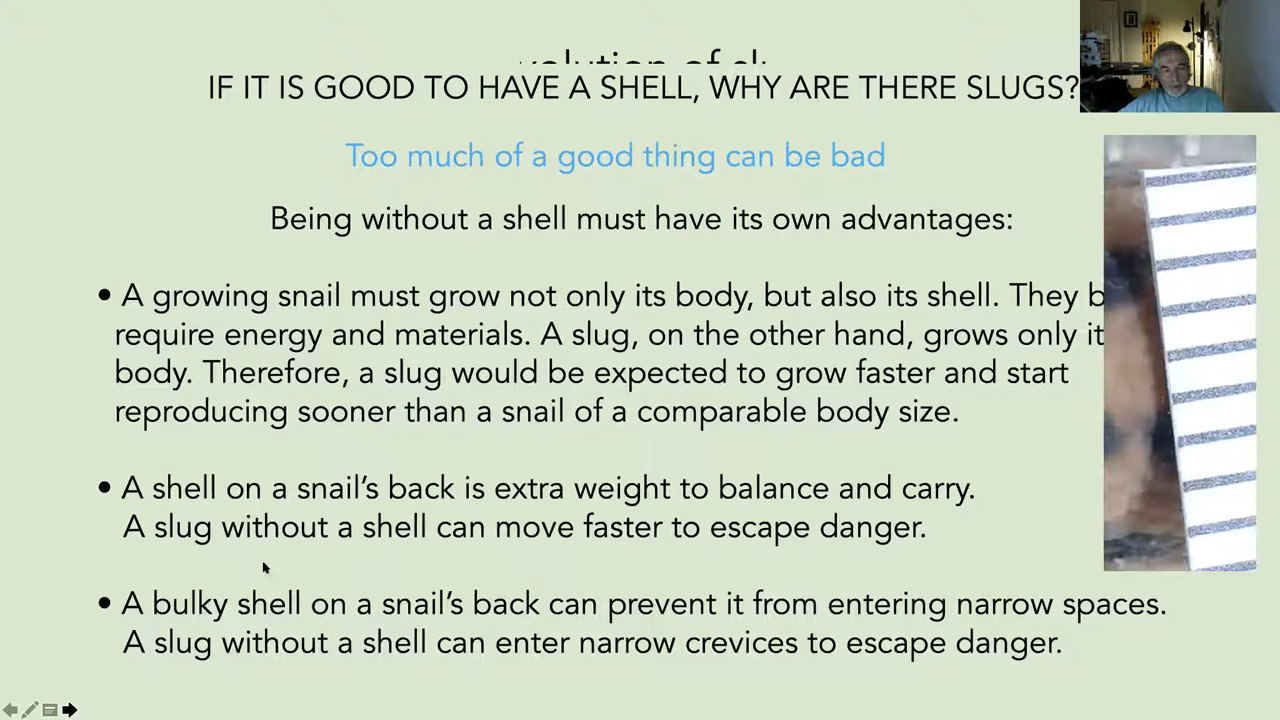 IF IT IS GOOD TO HAVE A SHELL, WHY ARE THERE SLUGS?
Too much of a good thing can be bad
Being without a shell must have its own advantages:
• A growing snail must grow not only its body, but also its shell. They
require energy and materials. A slug, on the other hand, grows only
body. Therefore, a slug would be expected to grow faster and start
reproducing sooner than a snail of a comparable body size.
• A shell on a snail’s back is extra weight to balance and carry.
A slug without a shell can move faster to escape danger.
• A bulky shell on a snail’s back can prevent it from entering narrow spaces.
A slug without a shell can enter narrow crevices to escape danger.